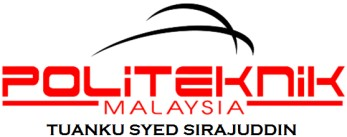 POLiTEKNiK
MALAYSIA
TUANKU SYED SIRAJUDDIN